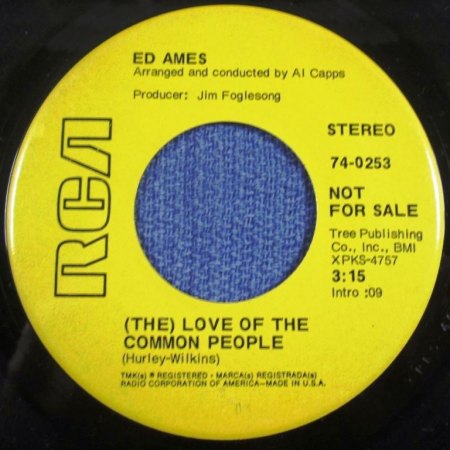 ED AMES
Arranged and conducted by Al Capps
Producer: Jim Foglesong
RCA
STEREO
74-0253
NOT
FOR SALE
Tree Publishing
Co., Inc., BMI
XPKS-4757
3:15
Intro :09
(THE) LOVE OF THE
COMMON PEOPLE
(Hurley-Wilkins)
TMK(s) ® REGISTERED • MARCA(s) REGISTRADA(s)
RADIO CORPORATION OF AMERICA—MADE IN U.S.A.